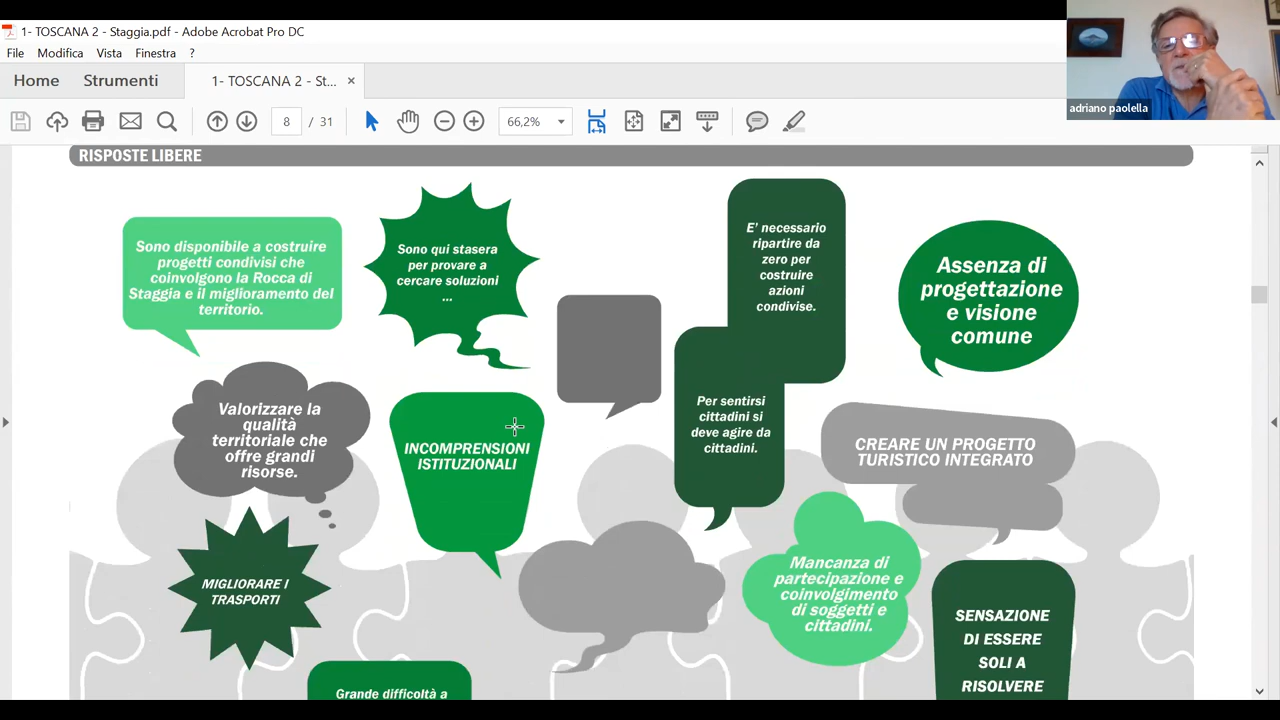 1- TOSCANA 2 - Staggia.pdf - Adobe Acrobat Pro DC
File Modifica Vista Finestra ?
Home Strumenti 1- TOSCANA 2 - St... ×
8 / 31 66,2%
adriano paolella
RISPOSTE LIBERE
Sono disponibile a costruire
progetti condivisi che
coinvolgono la Rocca di
Staggia e il miglioramento del
territorio.
Sono qui stasera
per provare a
cercare soluzioni
...
E' necessario
ripartire da
zero per
costruire
azioni
condivise.
Assenza di
progettazione
e visione
comune
Valorizzare la
qualità
territoriale che
offre grandi
risorse.
INCOMPRENSIONI
ISTITUZIONALI
Per sentirsi
cittadini si
deve agire da
cittadini.
CREARE UN PROGETTO
TURISTICO INTEGRATO
MIGLIORARE I
TRASPORTI
Mancanza di
partecipazione e
coinvolgimento
di soggetti e
cittadini.
SENSAZIONE
DI ESSERE
SOLI A
RISOLVERE
Grande difficoltà a